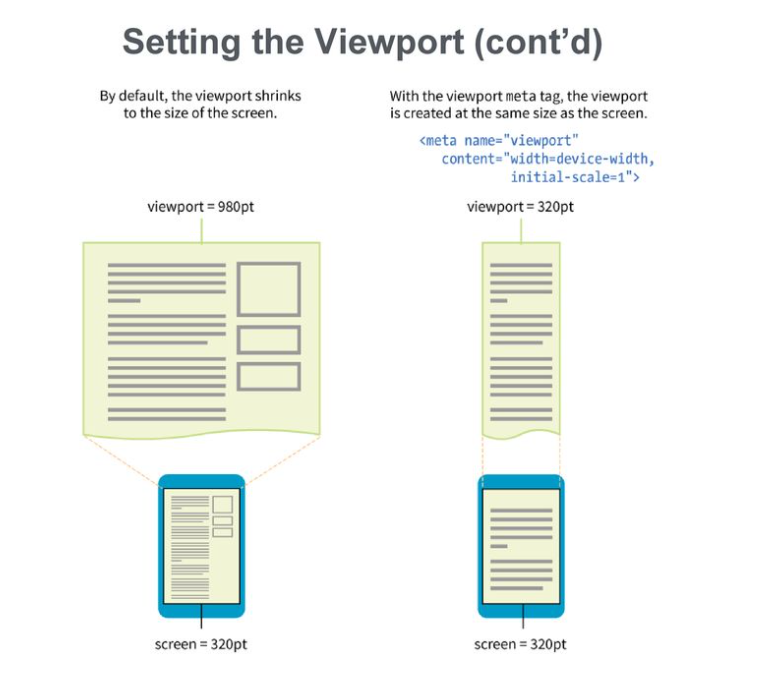 Setting the Viewport (cont’d)
By default, the viewport shrinks
to the size of the screen.
viewport = 980pt
screen = 320pt
With the viewport meta tag, the viewport
is created at the same size as the screen.
<meta name="viewport"
content="width=device-width,
initial-scale=1">
viewport = 320pt
screen = 320pt